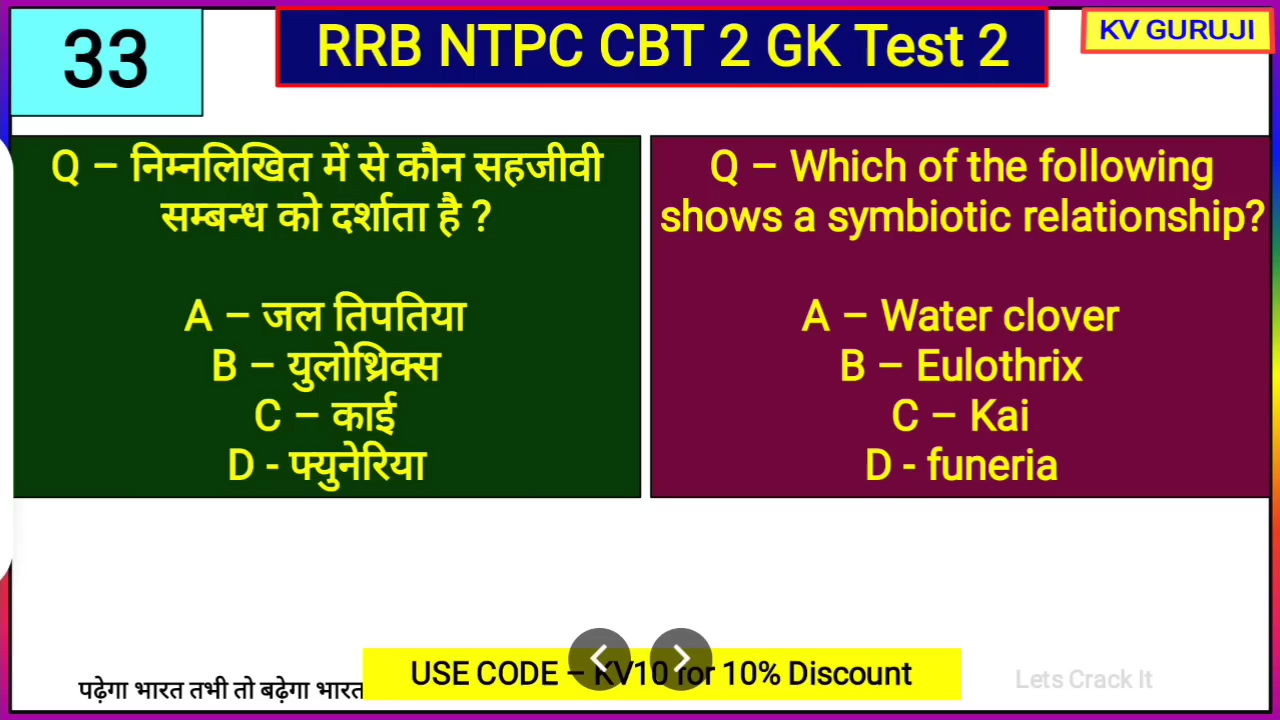 33
RRB NTPC CBT 2 GK Test 2
KV GURUJI
Q – निम्नलिखित में से कौन सहजीवी
सम्बन्ध को दर्शाता है ?
A – जल तिपतिया
B – युलोथ्रिक्स
C – काई
D - फ्युनेरिया
Q – Which of the following
shows a symbiotic relationship?
A – Water clover
B – Eulothrix
C – Kai
D - funeria
पढ़ेगा भारत तभी तो बढ़ेगा भारत
USE CODE – KV10 for 10% Discount
Lets Crack It